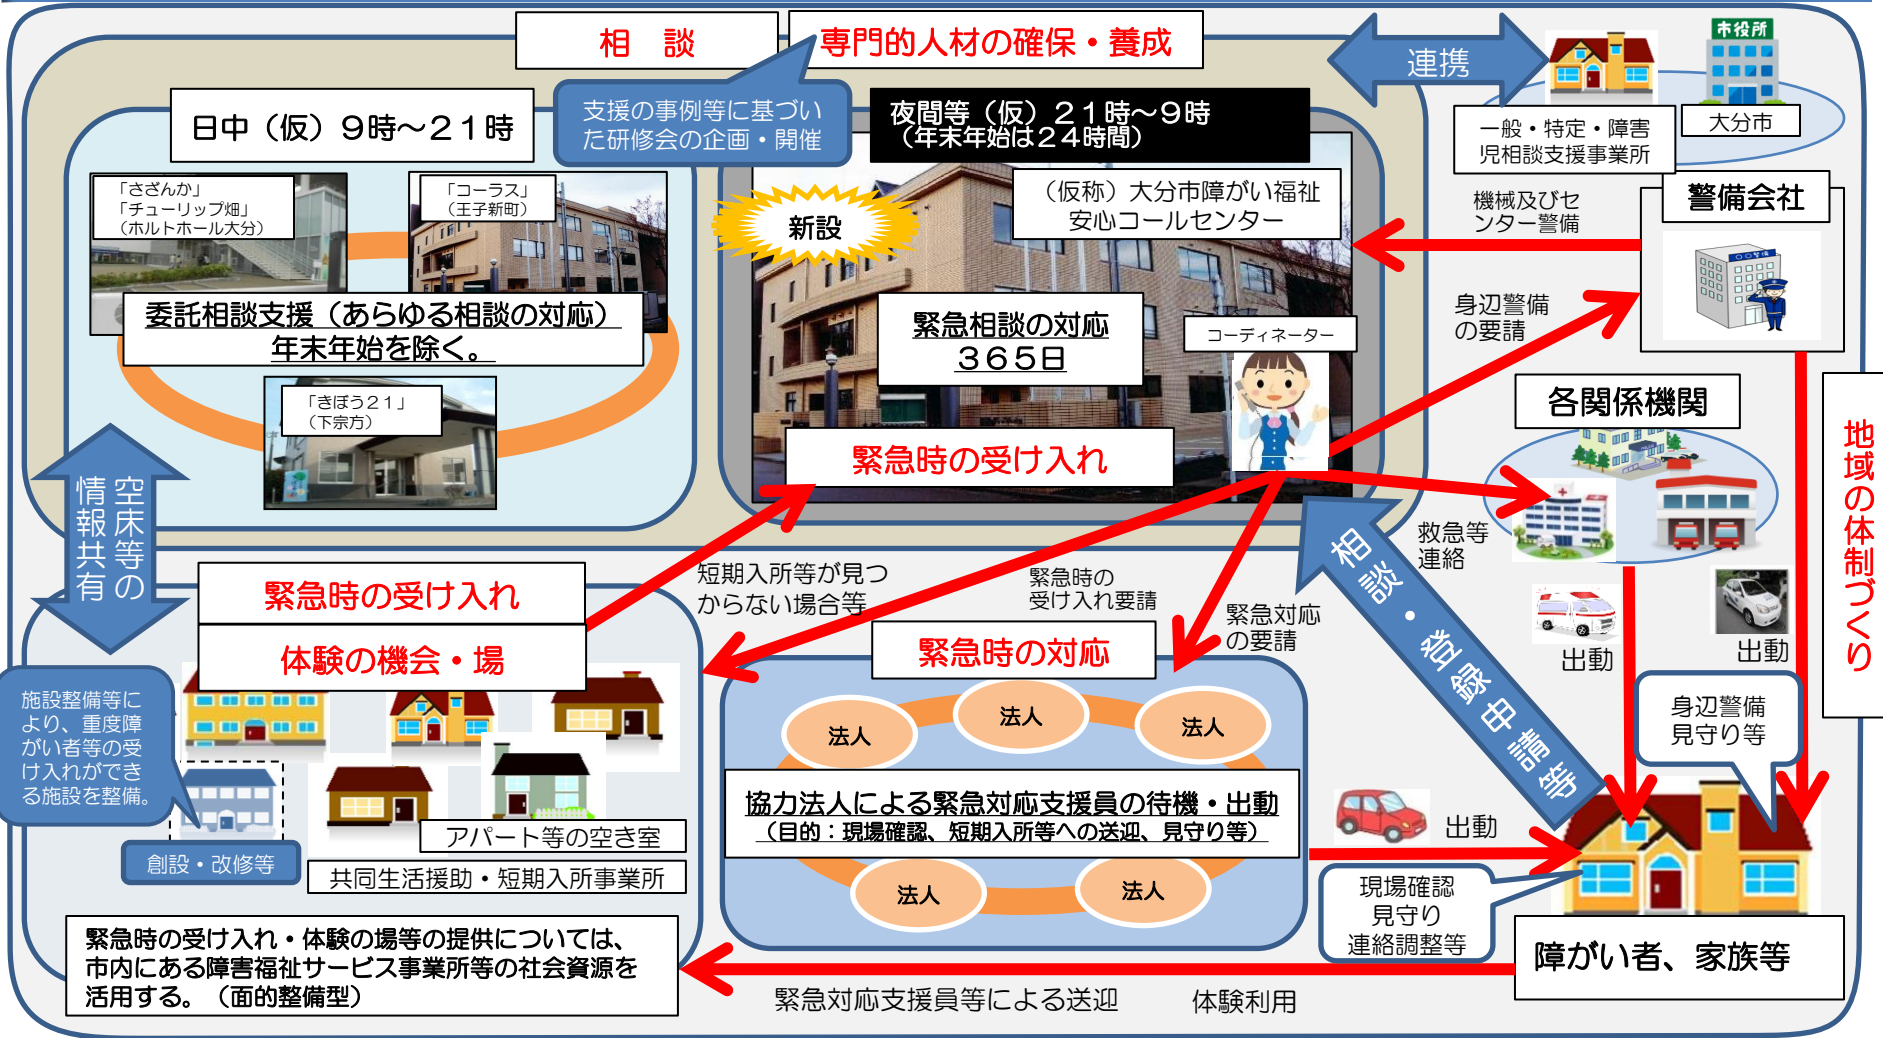 相　談
専門的人材の確保・養成
連携
市役所
大分市
一般・特定・障害
児相談支援事業所
日中（仮）９時～２１時
支援の事例等に基づい
た研修会の企画・開催
夜間等（仮）２１時～９時
（年末年始は２４時間）
「さざんか」
「チューリップ畑」
（ホルトホール大分）
「コーラス」
（王子新町）
委託相談支援（あらゆる相談の対応）
年末年始を除く。
「きぼう２１」
（下宗方）
新設
（仮称）大分市障がい福祉
安心コールセンター
緊急相談の対応
３６５日
コーディネーター
緊急時の受け入れ
機械及びセ
ンター警備
警備会社
〇〇警備
身辺警備
の要請
各関係機関
救急等
連絡
地域の体制づくり
出動
出動
身辺警備
見守り等
空床等の
情報共有
緊急時の受け入れ
体験の機会・場
短期入所等が見つ
からない場合等
緊急時の
受け入れ要請
緊急対応
の要請
相談・登録申請等
施設整備等に
より、重度障
がい者等の受
け入れができ
る施設を整備。
創設・改修等
アパート等の空き室
共同生活援助・短期入所事業所
緊急時の受け入れ・体験の場等の提供については、
市内にある障害福祉サービス事業所等の社会資源を
活用する。（面的整備型）
緊急時の対応
法人
法人
法人
協力法人による緊急対応支援員の待機・出動
（目的：現場確認、短期入所等への送迎、見守り等）
法人
法人
出動
現場確認
見守り
連絡調整等
障がい者、家族等
緊急対応支援員等による送迎
体験利用